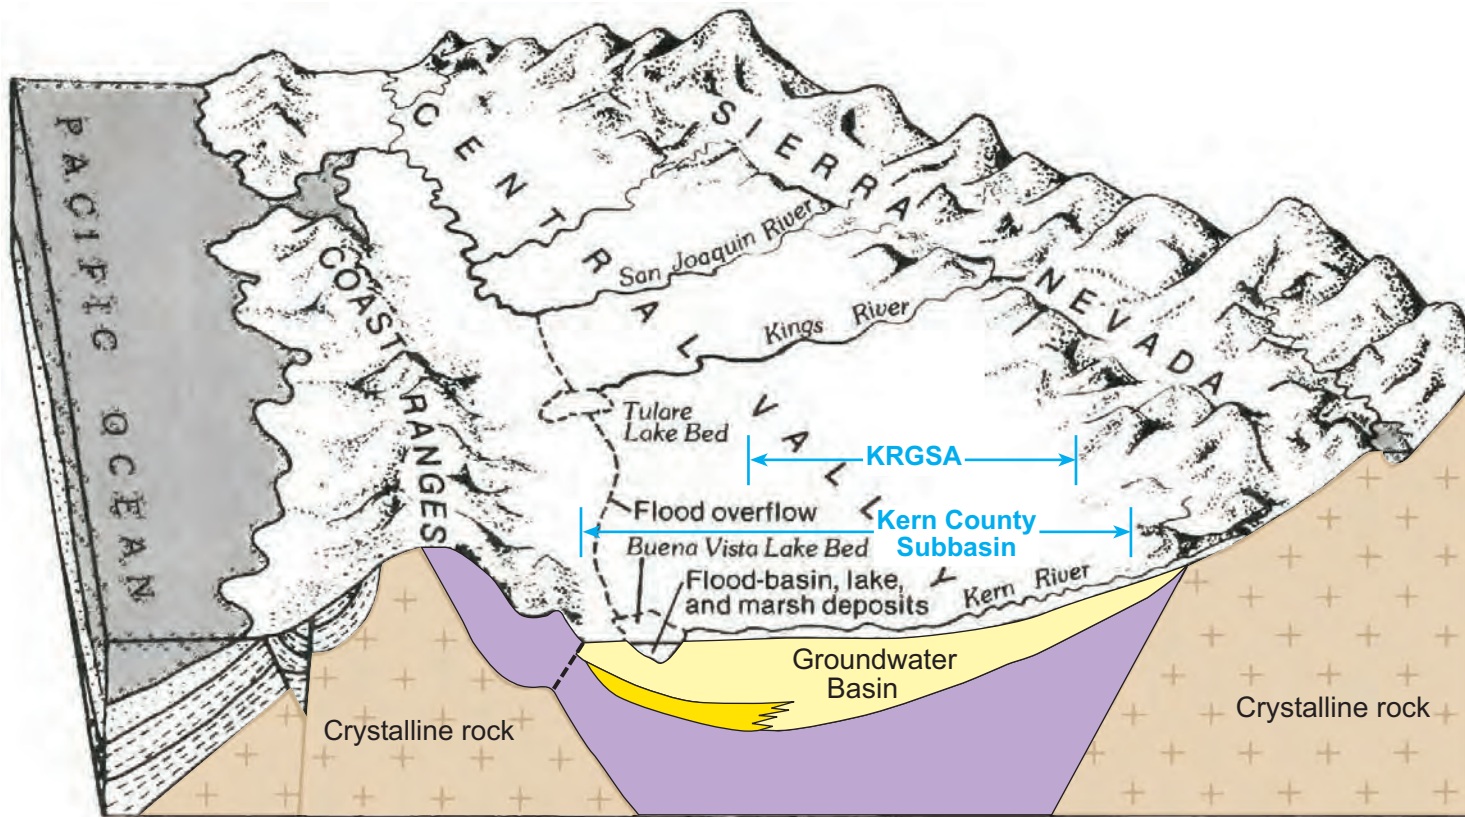 PACIFIC OCEAN
COAST RANGES
CENTRAL VALLEY
SIERRA NEVADA
San Joaquin River
Kings River
Tulare
Lake Bed
KRGSA
Flood overflow
Kern County
Subbasin
Buena Vista Lake Bed
Flood-basin, lake,
and marsh deposits
Kern River
Groundwater
Basin
Crystalline rock
Crystalline rock